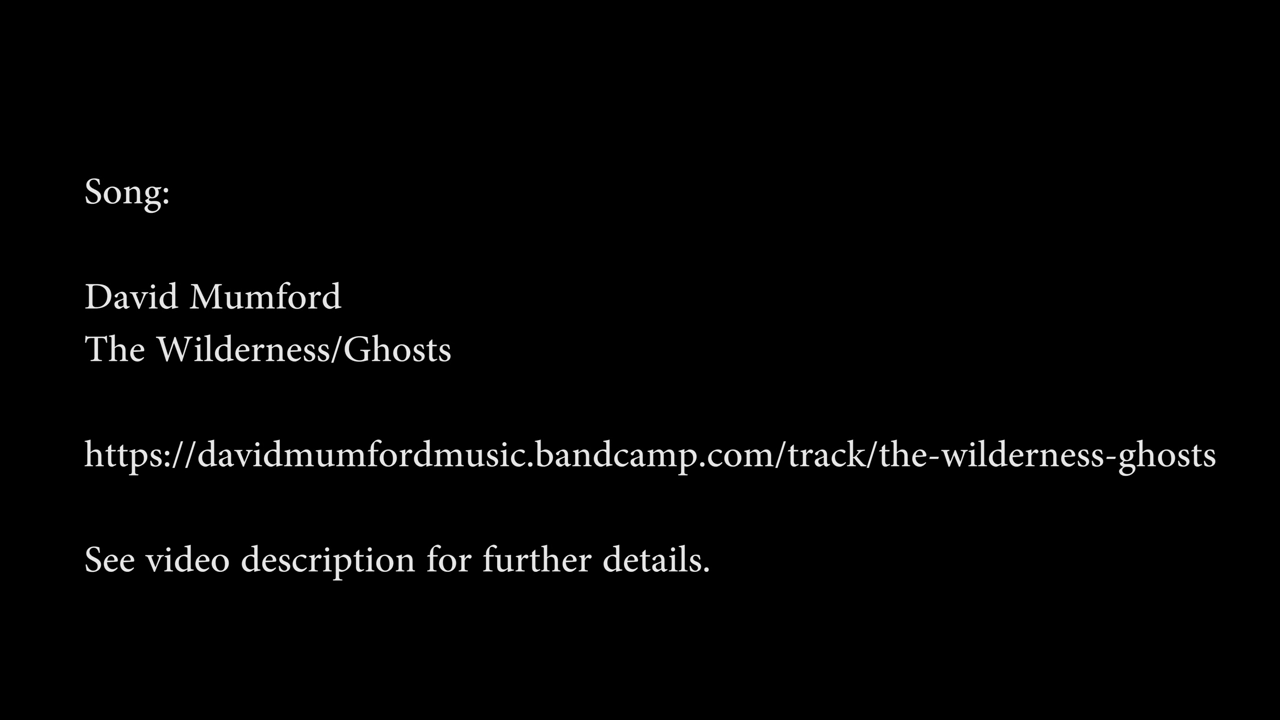 Song:
David Mumford
The Wilderness/Ghosts
https://davidmumfordmusic.bandcamp.com/track/the-wilderness-ghosts
See video description for further details.